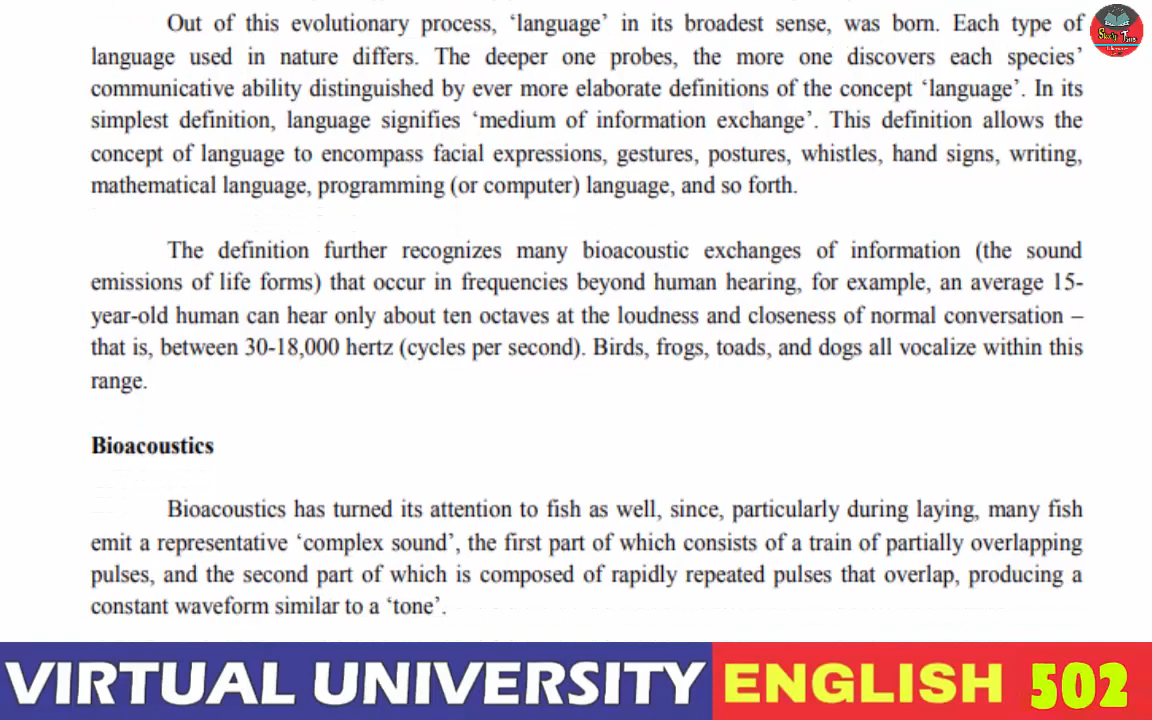 Out of this evolutionary process, ‘language’ in its broadest sense, was born. Each type of
language used in nature differs. The deeper one probes, the more one discovers each species’
communicative ability distinguished by ever more elaborate definitions of the concept ‘language’. In its
simplest definition, language signifies ‘medium of information exchange’. This definition allows the
concept of language to encompass facial expressions, gestures, postures, whistles, hand signs, writing,
mathematical language, programming (or computer) language, and so forth.
The definition further recognizes many bioacoustic exchanges of information (the sound
emissions of life forms) that occur in frequencies beyond human hearing, for example, an average 15-
year-old human can hear only about ten octaves at the loudness and closeness of normal conversation –
that is, between 30-18,000 hertz (cycles per second). Birds, frogs, toads, and dogs all vocalize within this
range.
Bioacoustics
Bioacoustics has turned its attention to fish as well, since, particularly during laying, many fish
emit a representative ‘complex sound’, the first part of which consists of a train of partially overlapping
pulses, and the second part of which is composed of rapidly repeated pulses that overlap, producing a
constant waveform similar to a ‘tone’.
VIRTUAL UNIVERSITY ENGLISH 502